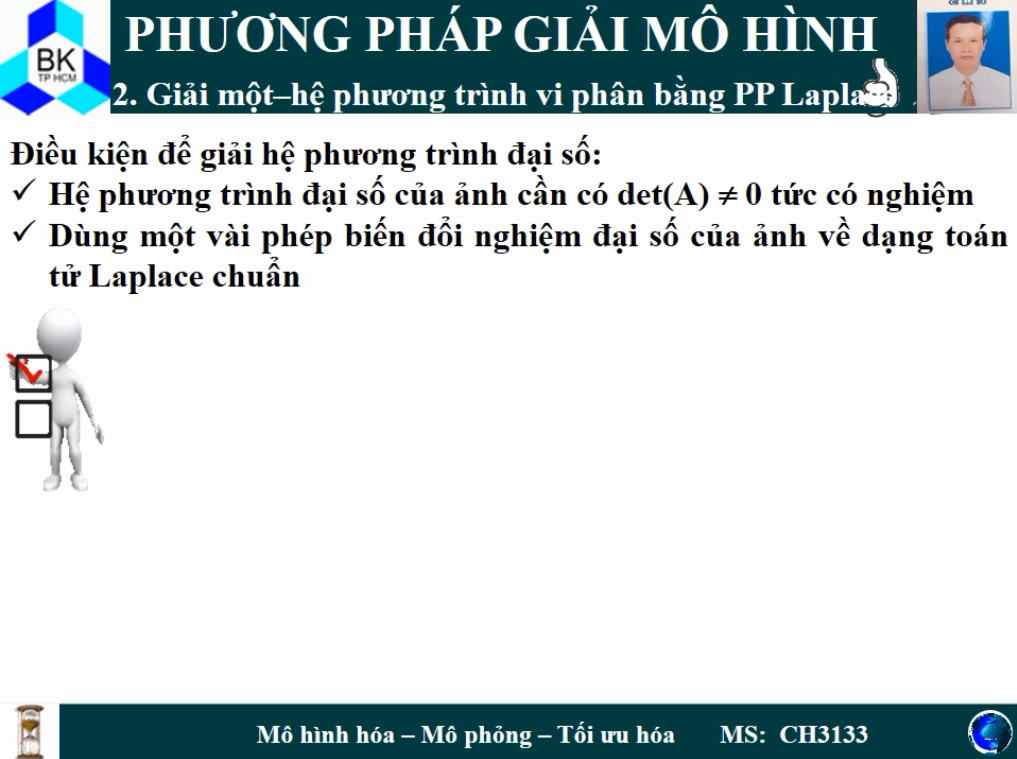 PHƯƠNG PHÁP GIẢI MÔ HÌNH
BK
TP HCM
2. Giải một–hệ phương trình vi phân bằng PP Lapla
Điều kiện để giải hệ phương trình đại số:
✓ Hệ phương trình đại số của ảnh cần có det(A) ≠ 0 tức có nghiệm
✓ Dùng một vài phép biến đổi nghiệm đại số của ảnh về dạng toán
tử Laplace chuẩn
Mô hình hóa – Mô phỏng – Tối ưu hóa MS: CH3133